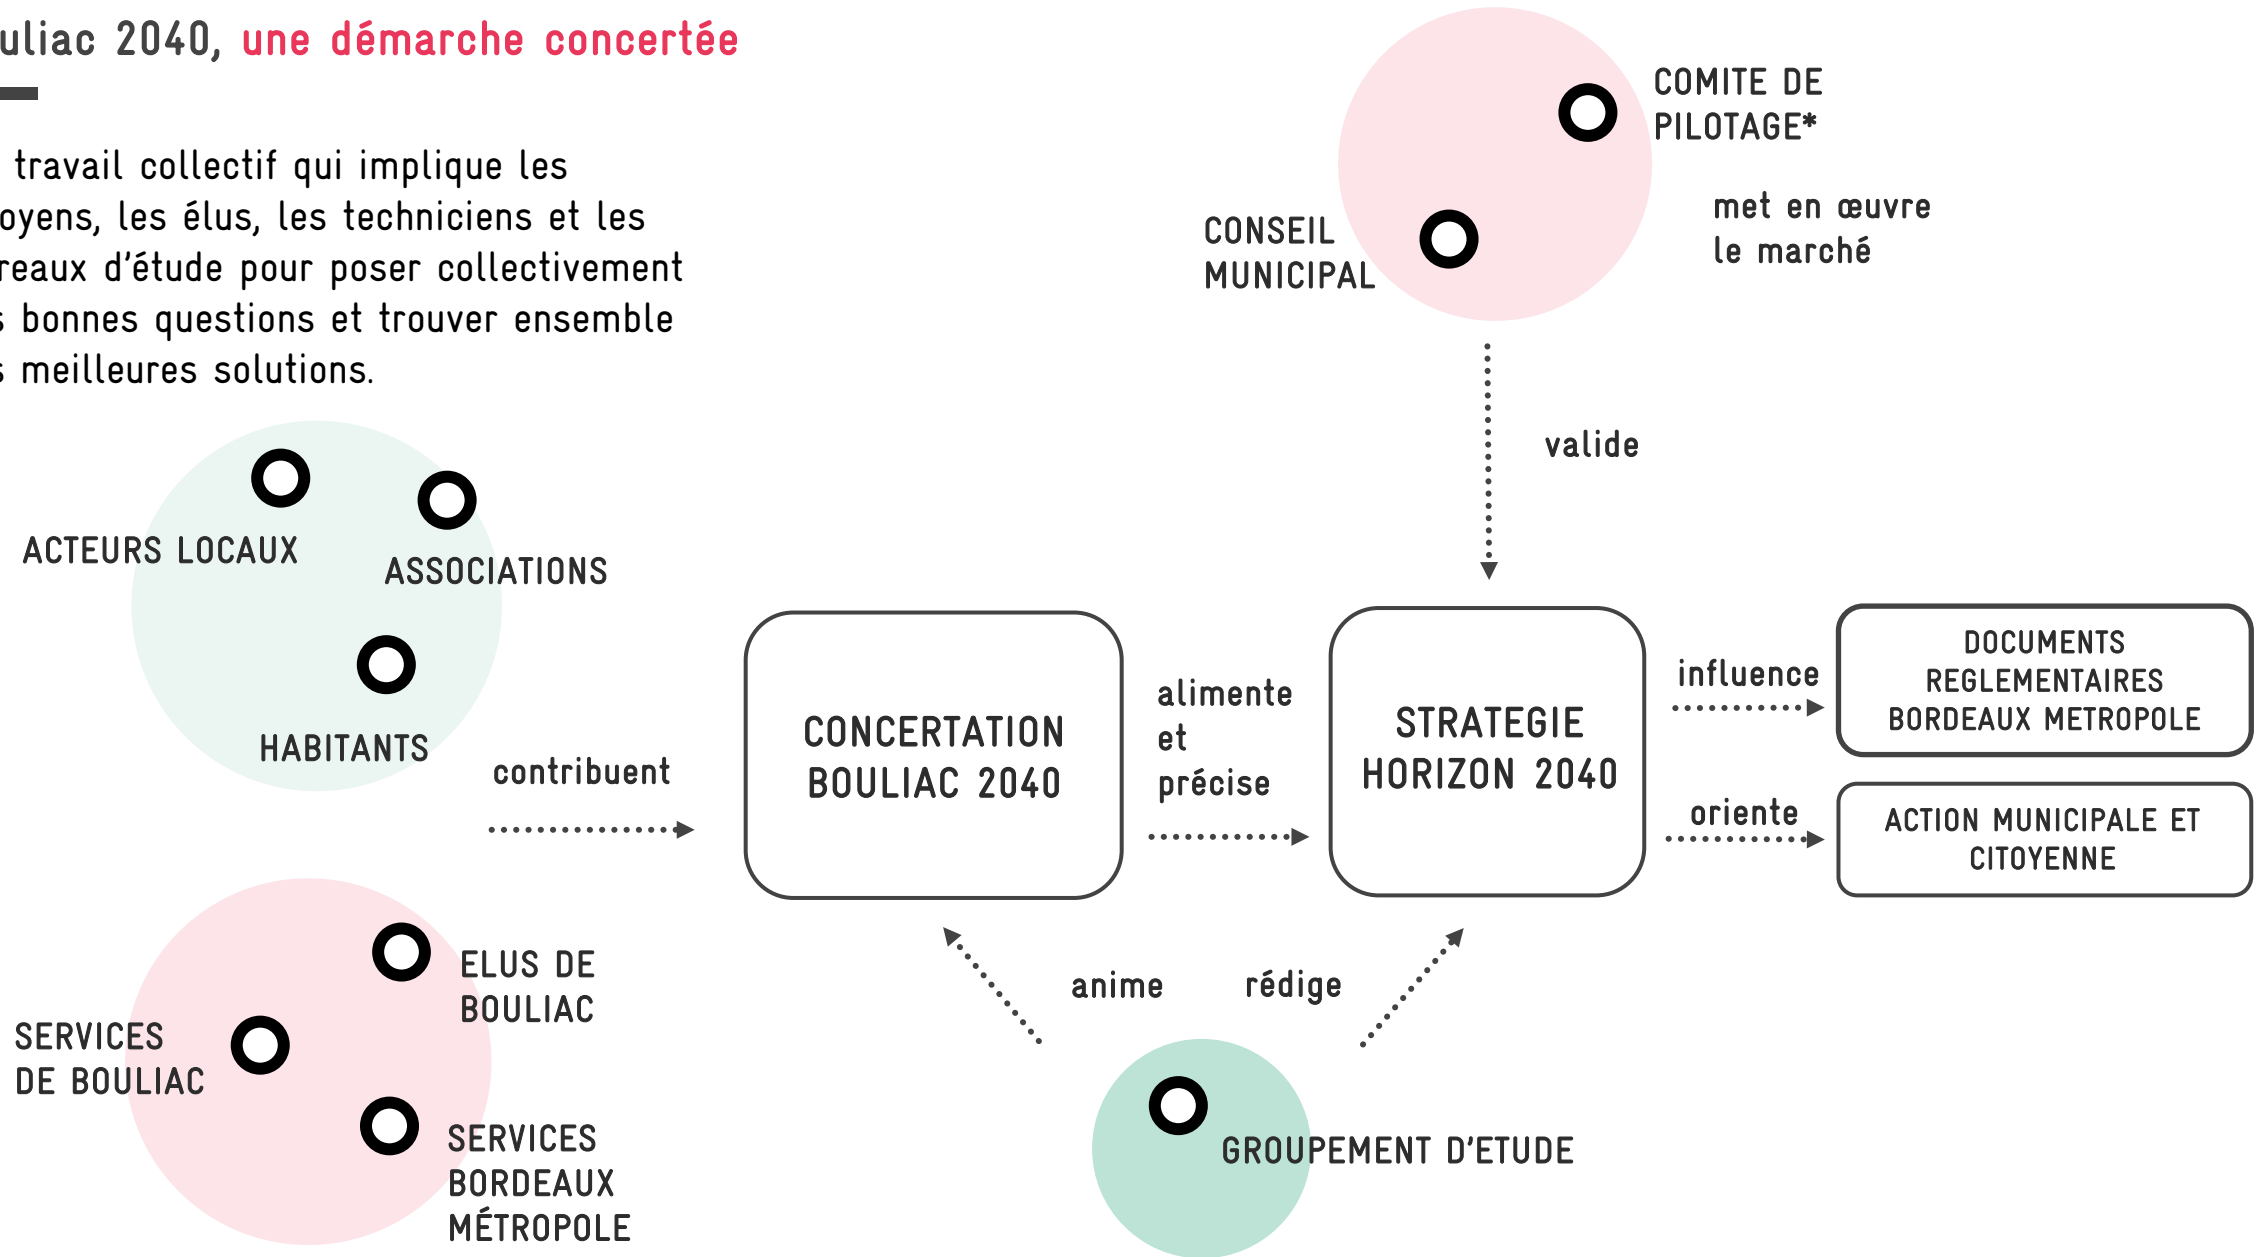 uliac 2040, une démarche concertée
travail collectif qui implique les
oyens, les élus, les techniciens et les
reaux d'étude pour poser collectivement
s bonnes questions et trouver ensemble
s meilleures solutions.
COMITE DE
PILOTAGE*
met en œuvre
le marché
CONSEIL
MUNICIPAL
valide
ACTEURS LOCAUX
ASSOCIATIONS
HABITANTS
contribuent
CONCERTATION
BOULIAC 2040
alimente
et
précise
STRATEGIE
HORIZON 2040
influence
DOCUMENTS
REGLEMENTAIRES
BORDEAUX METROPOLE
oriente
ACTION MUNICIPALE ET
CITOYENNE
ELUS DE
BOULIAC
SERVICES
DE BOULIAC
SERVICES
BORDEAUX
MÉTROPOLE
anime
rédige
GROUPEMENT D'ETUDE